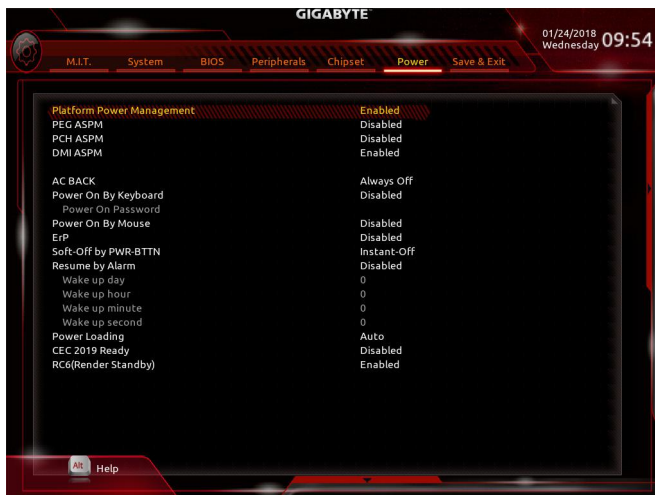 GIGABYTE
01/24/2018
Wednesday 09:54
M.I.T. System BIOS Peripherals Chipset Power Save & Exit
Platform Power Management Enabled
PEG ASPM Disabled
PCH ASPM Disabled
DMI ASPM Enabled
AC BACK Always Off
Power On By Keyboard Disabled
Power On Password
Power On By Mouse Disabled
ErP Disabled
Soft-Off by PWR-BTTN Instant-Off
Resume by Alarm Disabled
Wake up day 0
Wake up hour 0
Wake up minute 0
Wake up second 0
Power Loading Auto
CEC 2019 Ready Disabled
RC6(Render Standby) Enabled
Alt Help